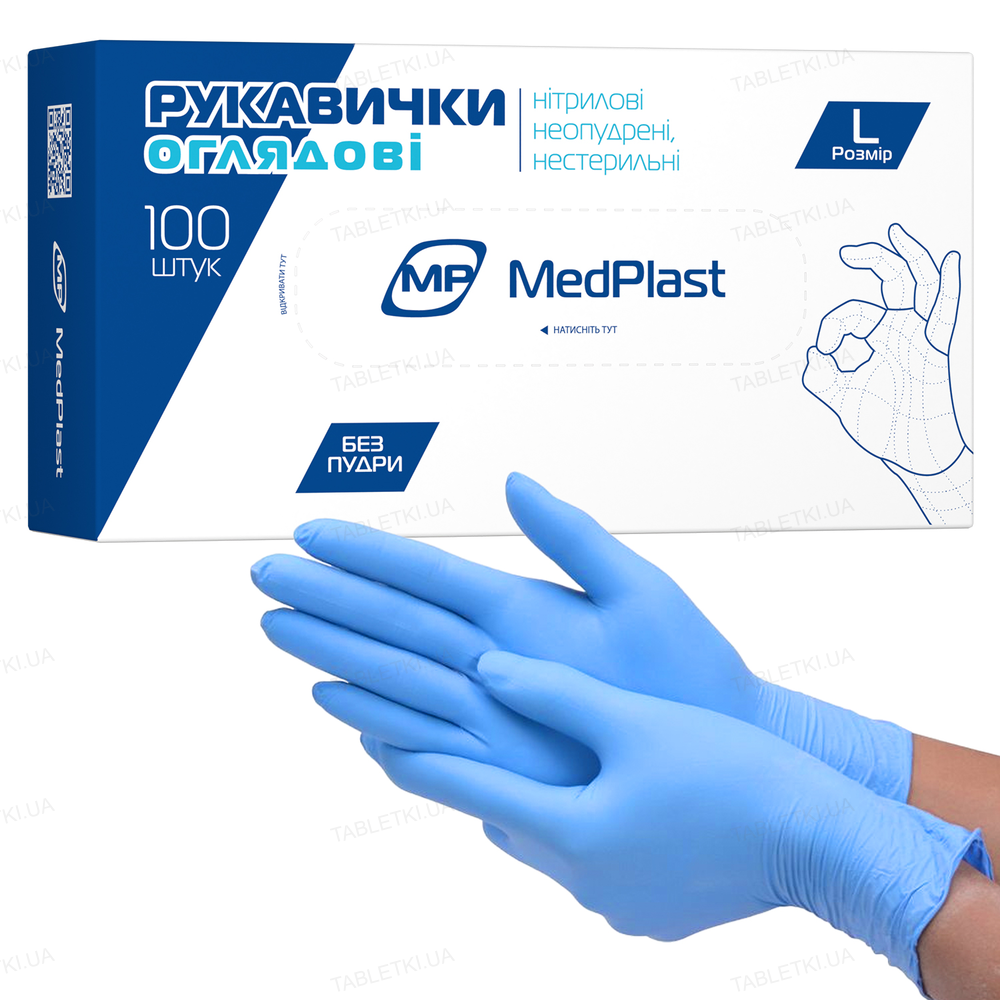 РУКАВИЧКИ
ОГЛЯДОВІ
нітрилові
неопудрені,
нестерильні
L
Розмір
100
ШТУК
ВІДКРИВАТИ ТУТ
MP MedPlast
НАТИСНІТЬ ТУТ
БЕЗ
ПУДРИ
MP MedPlast
TABLETKI.UA